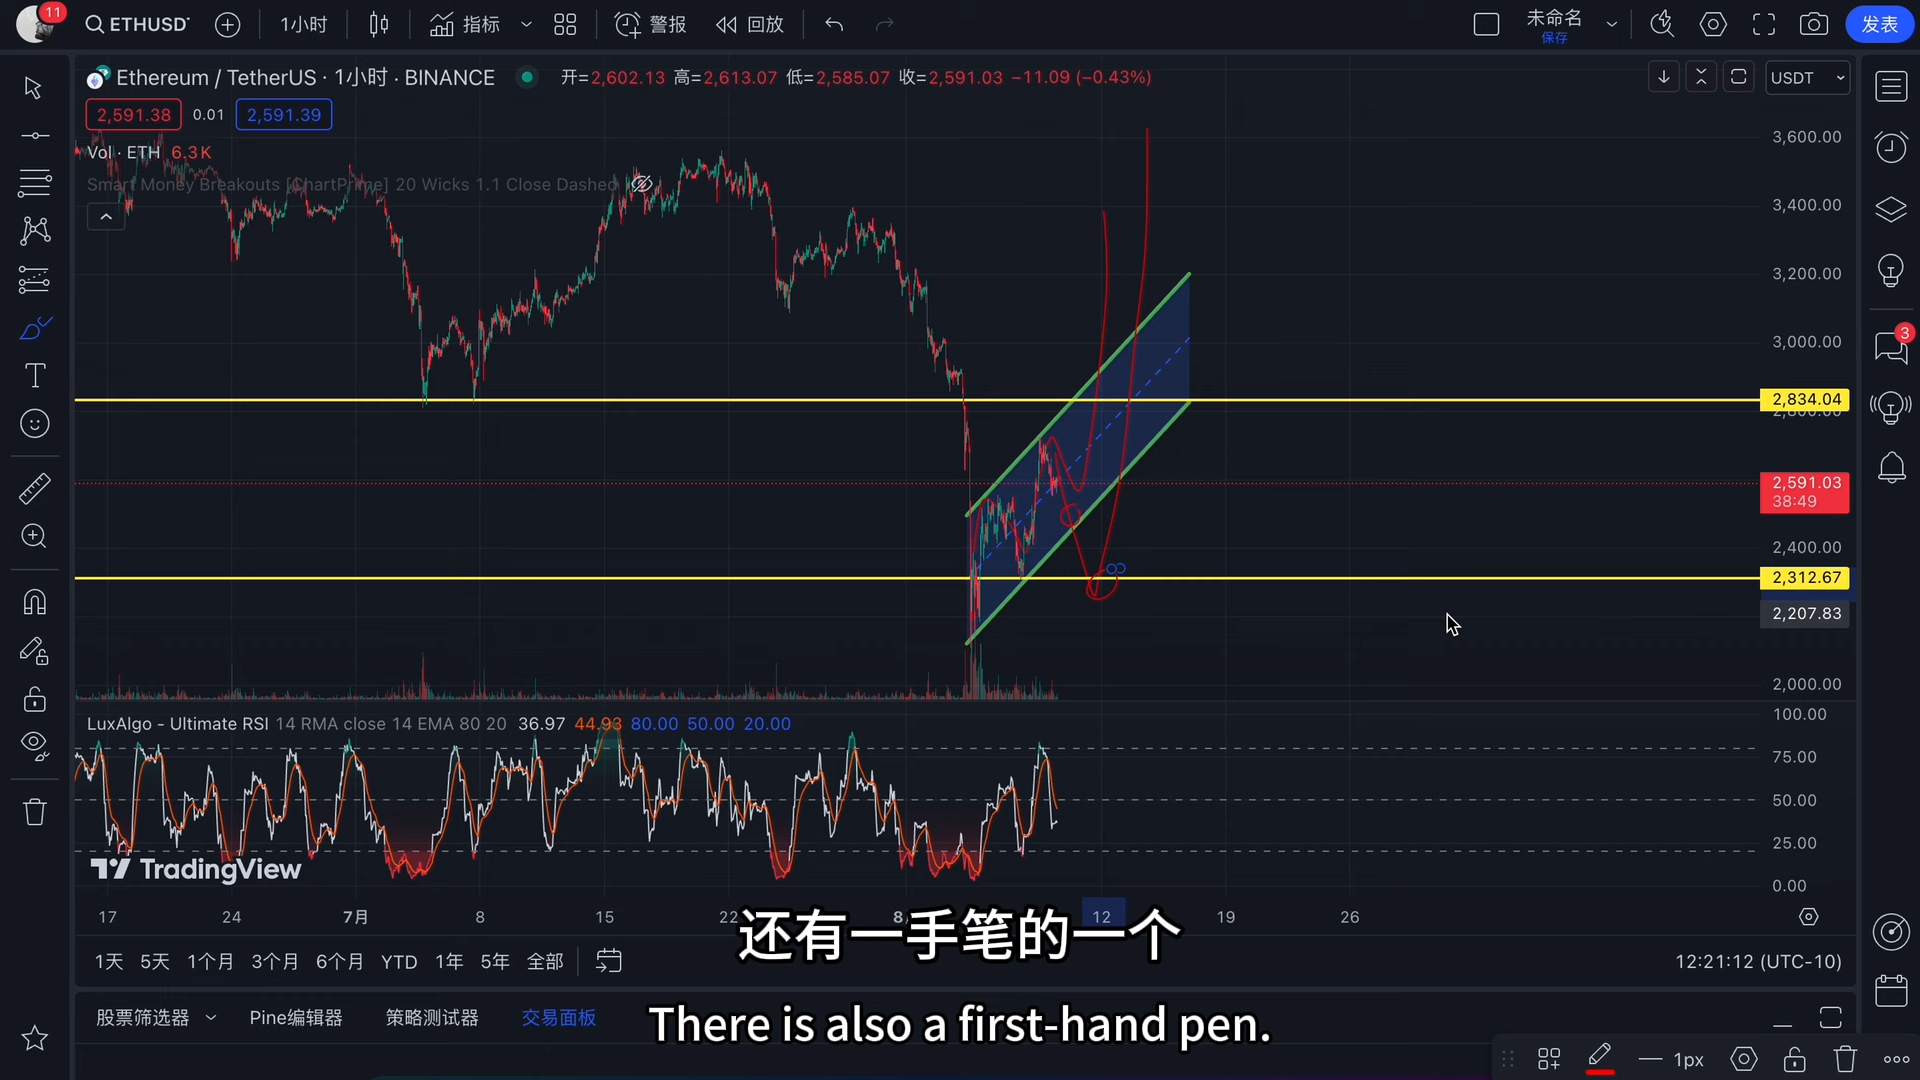 11
ETHUSDT
1小时
指标
警报
回放
未命名
保存
发表
Ethereum / TetherUS · 1小时 · BINANCE
开=2,602.13 高=2,613.07 低=2,585.07 收=2,591.03 −11.09 (−0.43%)
USDT
2,591.38
0.01
2,591.39
Vol · ETH 6.3K
Smart Money Breakouts [ChartPrime] 20 Wicks 1.1 Close Dashed
3,600.00
3,400.00
3,200.00
3,000.00
2,834.04
2,800.00
2,591.03
38:49
2,400.00
2,312.67
2,207.83
2,000.00
3
LuxAlgo - Ultimate RSI 14 RMA close 14 EMA 80 20 36.97 44.93 80.00 50.00 20.00
100.00
75.00
50.00
25.00
0.00
TradingView
17 24 7月 8 15 22 12 19 26
还有一手笔的一个
1天 5天 1个月 3个月 6个月 YTD 1年 5年 全部
12:21:12 (UTC-10)
股票筛选器 Pine编辑器 策略测试器 交易面板
There is also a first-hand pen.
1px